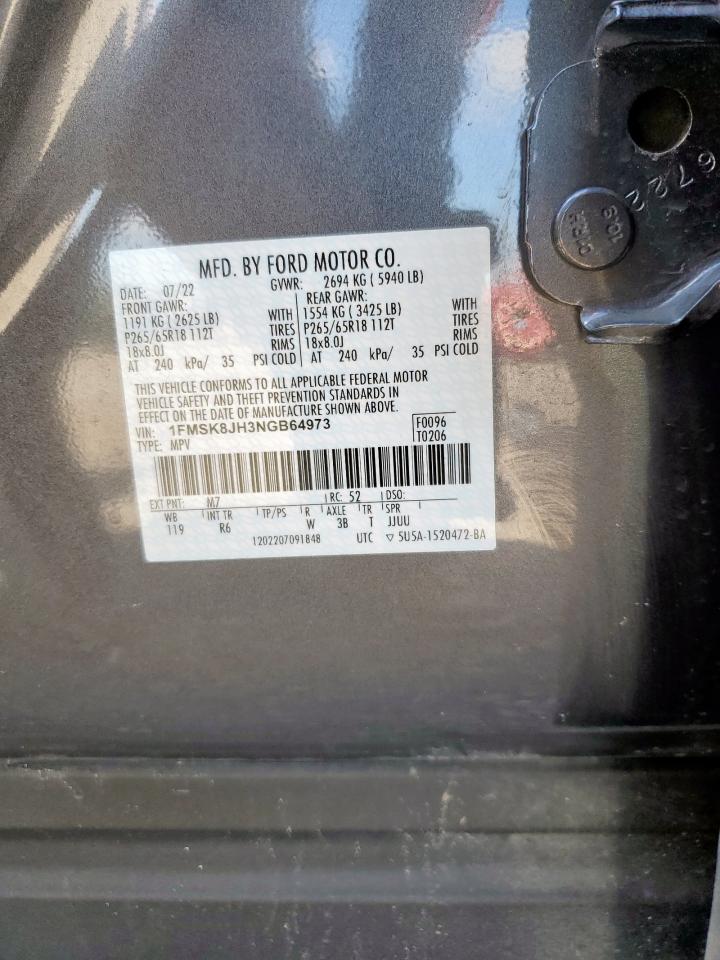 MFD. BY FORD MOTOR CO.
DATE: 07/22 GVWR: 2694 KG ( 5940 LB)
FRONT GAWR: REAR GAWR:
1191 KG ( 2625 LB) WITH 1554 KG ( 3425 LB) WITH
P265/65R18 112T TIRES P265/65R18 112T TIRES
18x8.0J RIMS 18x8.0J RIMS
AT 240 kPa/ 35 PSI COLD AT 240 kPa/ 35 PSI COLD
THIS VEHICLE CONFORMS TO ALL APPLICABLE FEDERAL MOTOR
VEHICLE SAFETY AND THEFT PREVENTION STANDARDS IN
EFFECT ON THE DATE OF MANUFACTURE SHOWN ABOVE.
VIN: 1FMSK8JH3NGB64973 F0096
TYPE: MPV T0206
EXT PNT: M7 RC: 52 DSO:
WB INT TR TP/PS R AXLE TR SPR
119 R6 W 3B T JJUU
1202207091848 UTC ▽ 5U5A-1520472-BA
6722